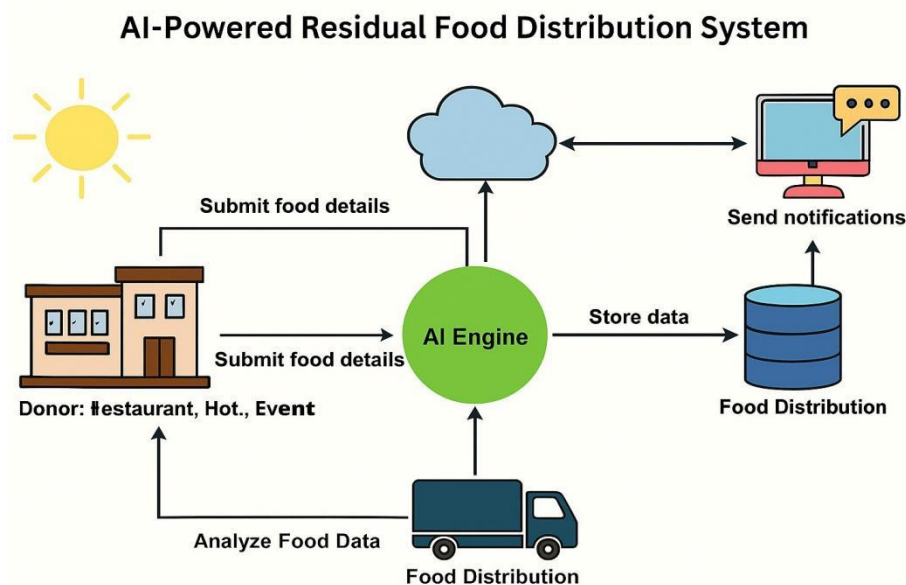 AI-Powered Residual Food Distribution System
Submit food details
Send notifications
AI Engine
Store data
Submit food details
Donor: Restaurant, Hot., Event
Food Distribution
Analyze Food Data
Food Distribution